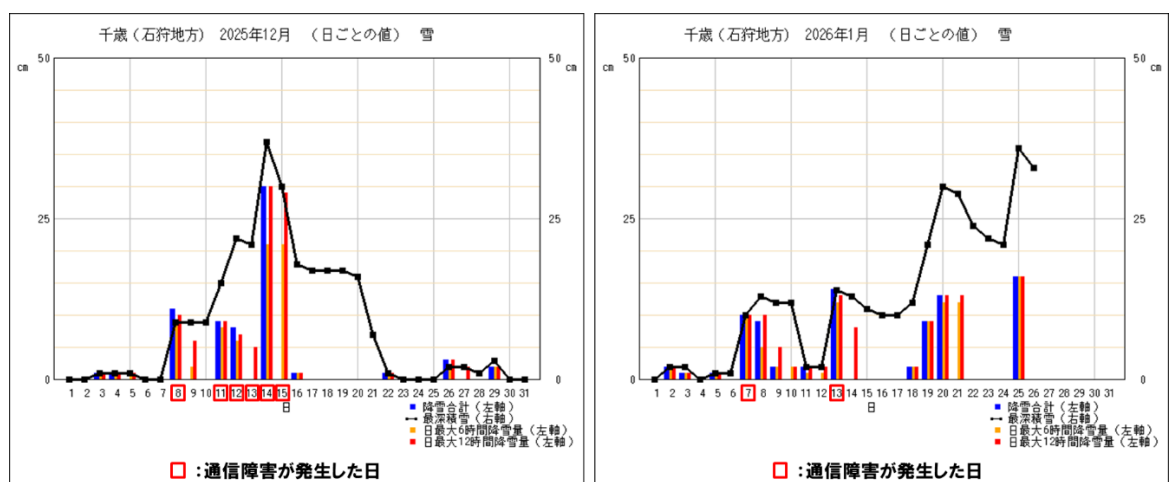 千歳(石狩地方) 2025年12月 (日ごとの値) 雪
50 50
cm cm
25 25
0 0
1 2 3 4 5 6 7 8 9 10 11 12 13 14 15 16 17 18 19 20 21 22 23 24 25 26 27 28 29 30 31
日
降雪合計(左軸)
最深積雪(右軸)
日最大6時間降雪量(左軸)
日最大12時間降雪量(左軸)
:通信障害が発生した日
千歳(石狩地方) 2026年1月 (日ごとの値) 雪
50 50
cm cm
25 25
0 0
1 2 3 4 5 6 7 8 9 10 11 12 13 14 15 16 17 18 19 20 21 22 23 24 25 26 27 28 29 30 31
日
降雪合計(左軸)
最深積雪(右軸)
日最大6時間降雪量(左軸)
日最大12時間降雪量(左軸)
:通信障害が発生した日